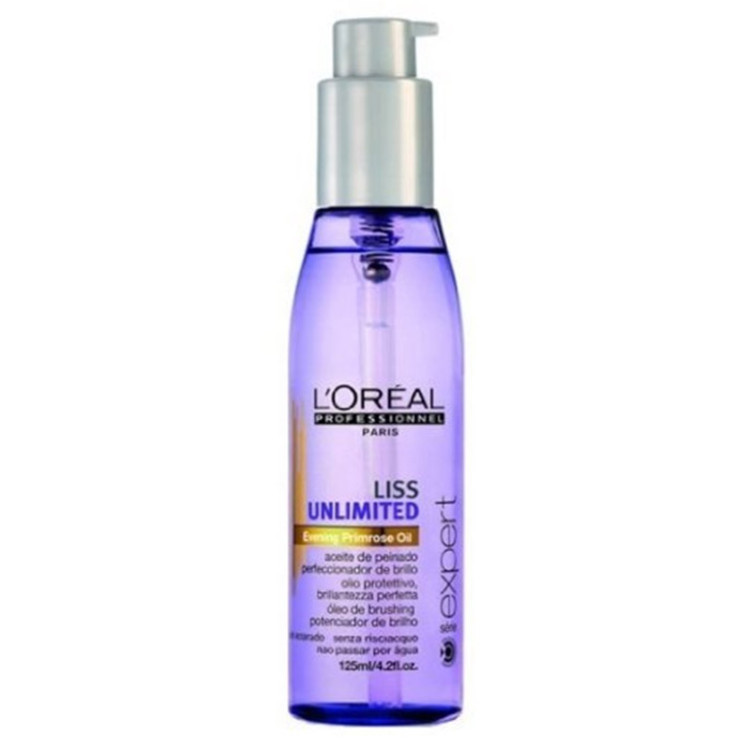 L'ORÉAL
PROFESSIONNEL
PARIS
LISS
UNLIMITED
Evening Primrose Oil
aceite de peinado
perfeccionador de brillo
olio protettivo,
brillantezza perfetta
óleo de brushing
potenciador de brilho
senza risciacquo
não passar por água
125ml/4.2fl.oz.
série expert